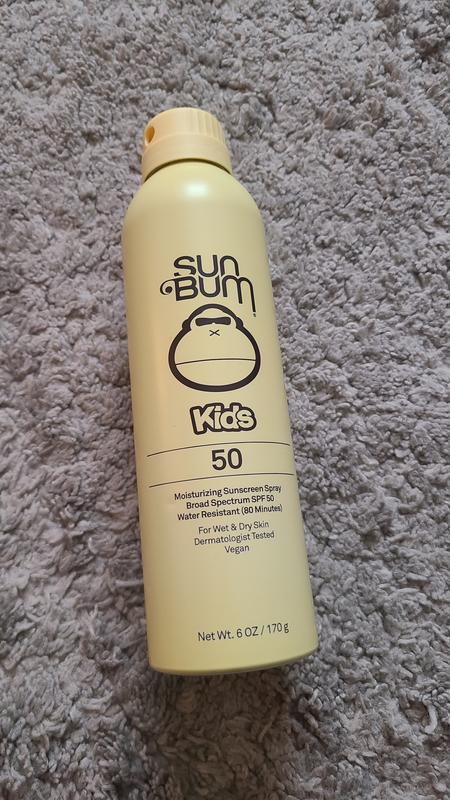 SUN
BUM
Kids
50
Moisturizing Sunscreen Spray
Broad Spectrum SPF 50
Water Resistant (80 Minutes)
For Wet & Dry Skin
Dermatologist Tested
Vegan
Net Wt. 6 OZ / 170 g